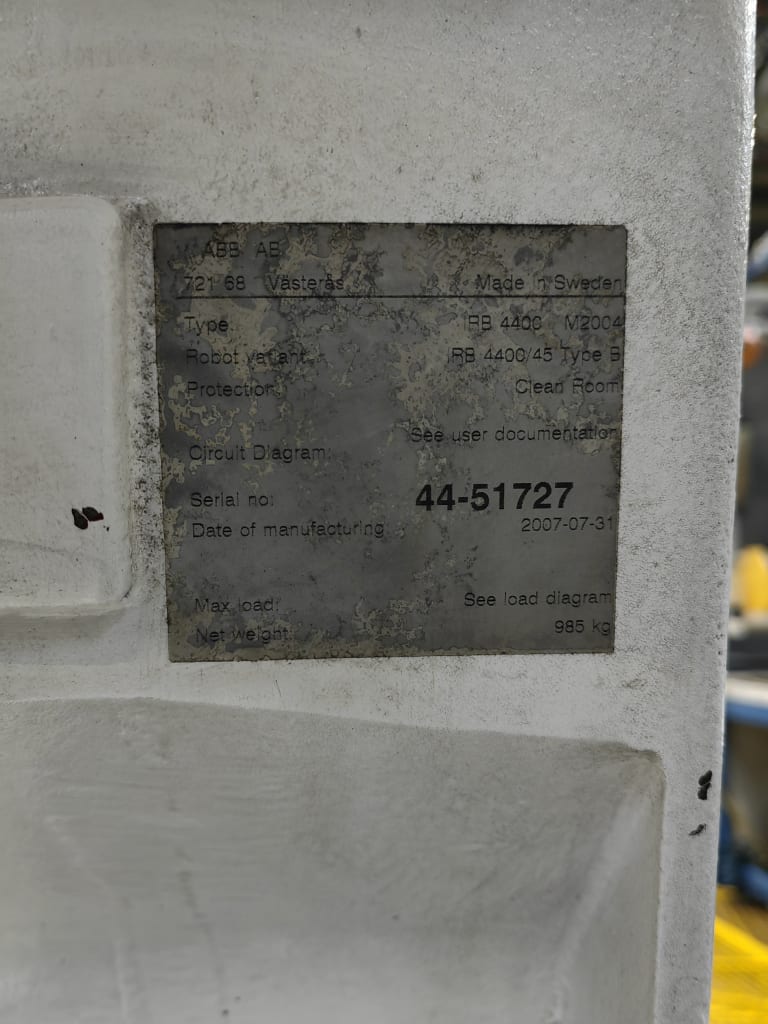 ABB AB
721 68 Västerås Made in Sweden
Type: IRB 4400 M2004
Robot variant: IRB 4400/45 Type B
Protection: Clean Room
Circuit Diagram: See user documentation
Serial no: 44-51727
Date of manufacturing 2007-07-31
Max load: See load diagram
Net weight: 985 kg